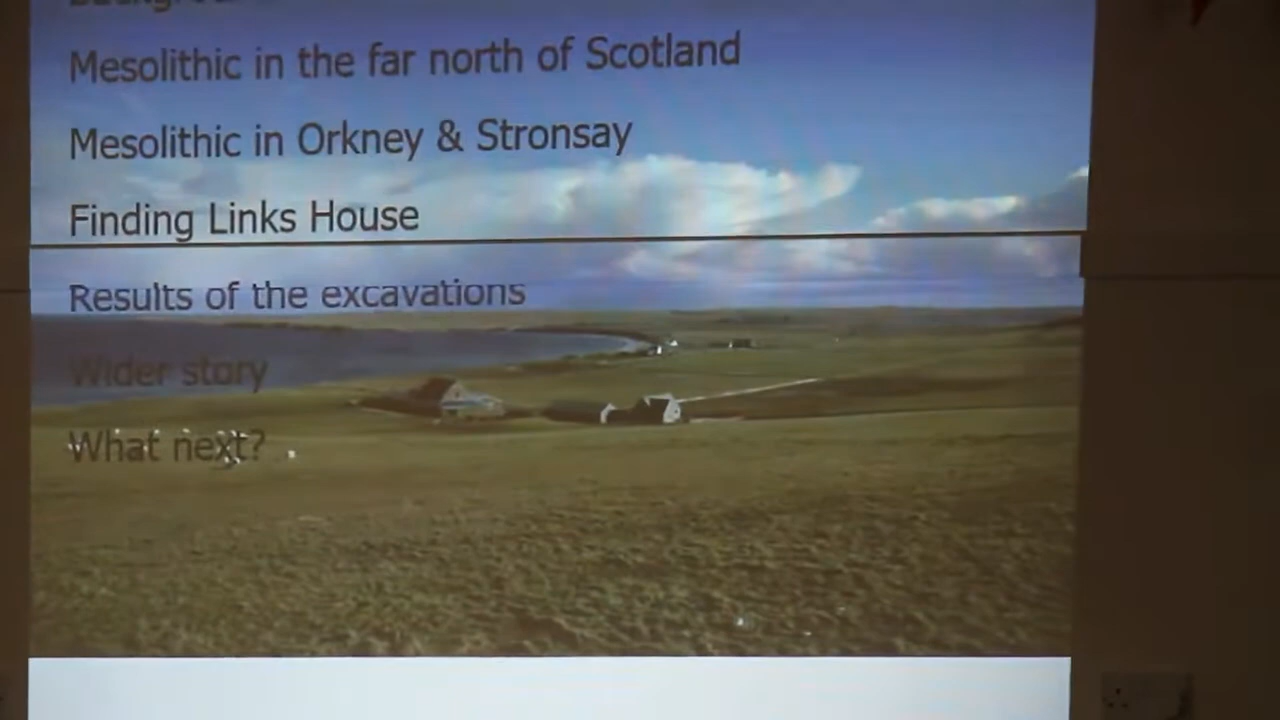 Mesolithic in the far north of Scotland
Mesolithic in Orkney & Stronsay
Finding Links House
Results of the excavations
Wider story
What next?